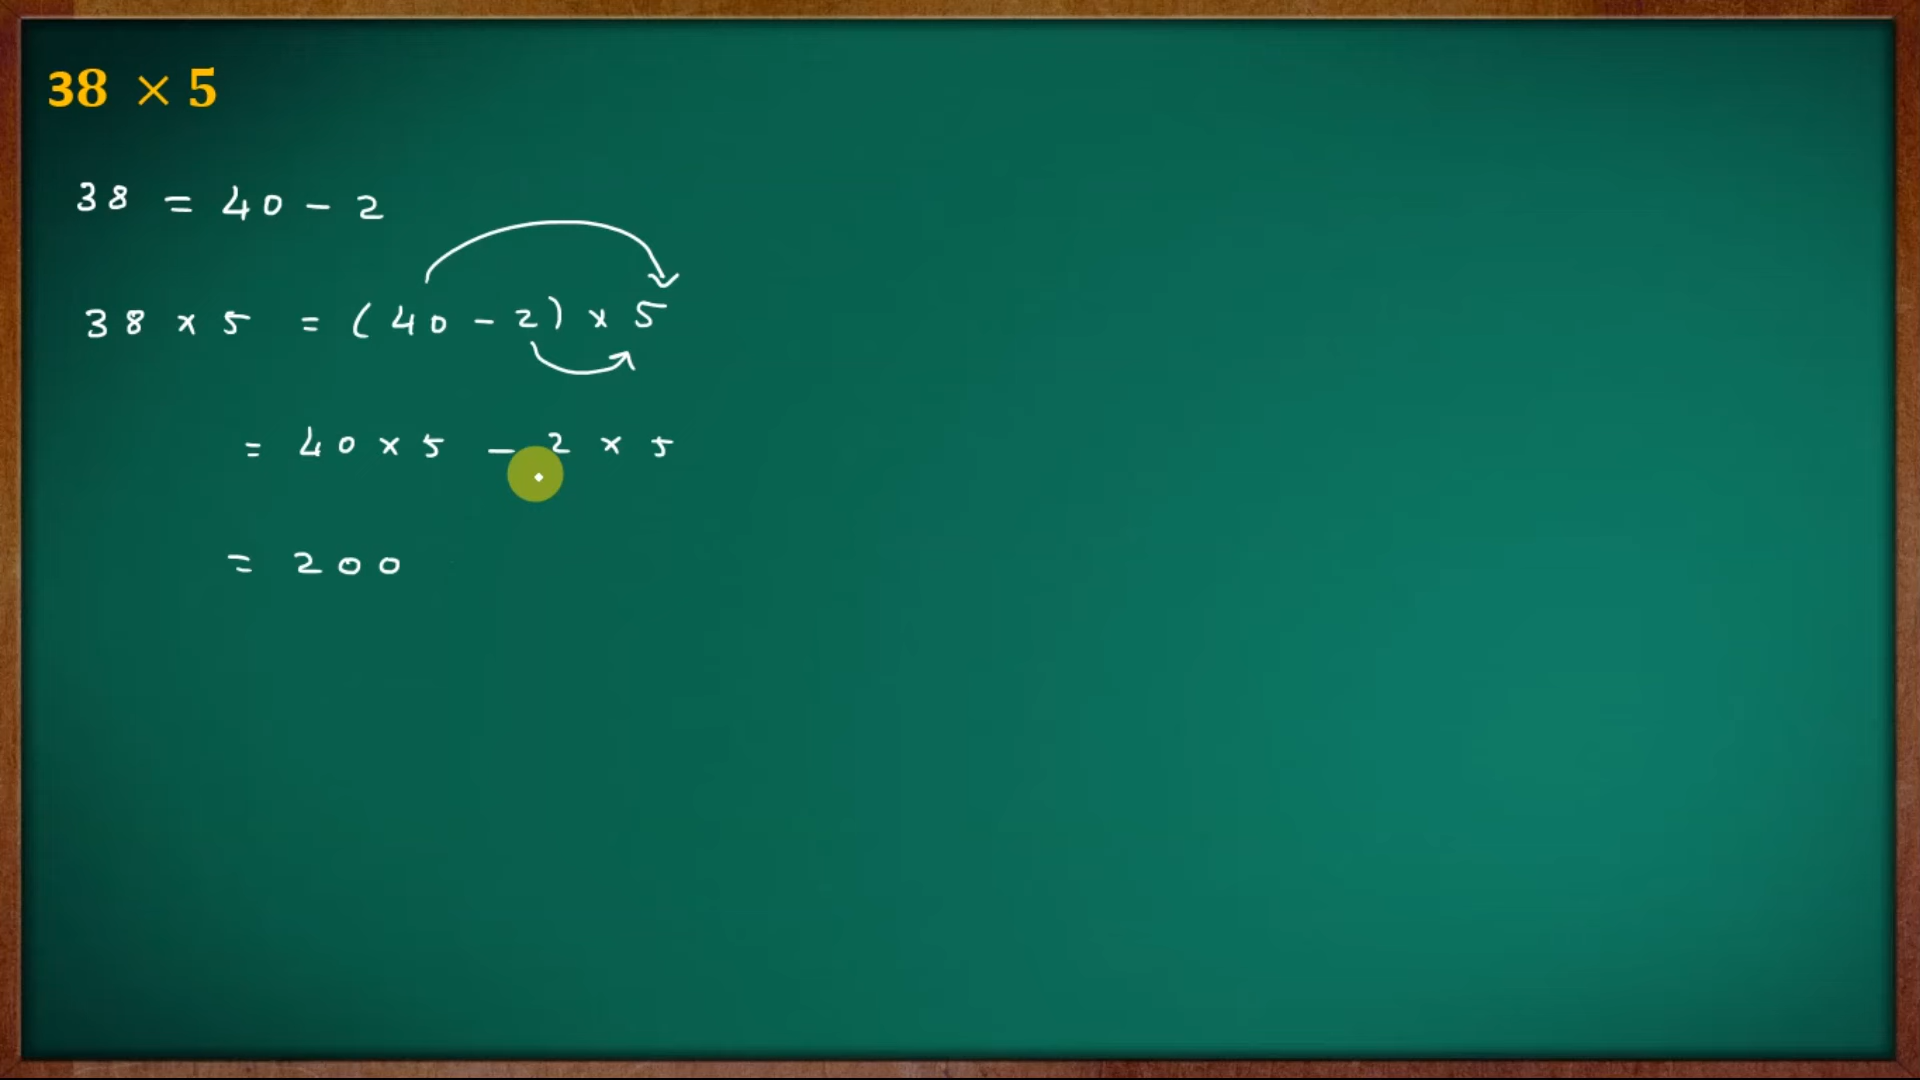 38 × 5
38 = 40 - 2
38 × 5 = (40 - 2) × 5
= 40 × 5 - 2 × 5
= 200